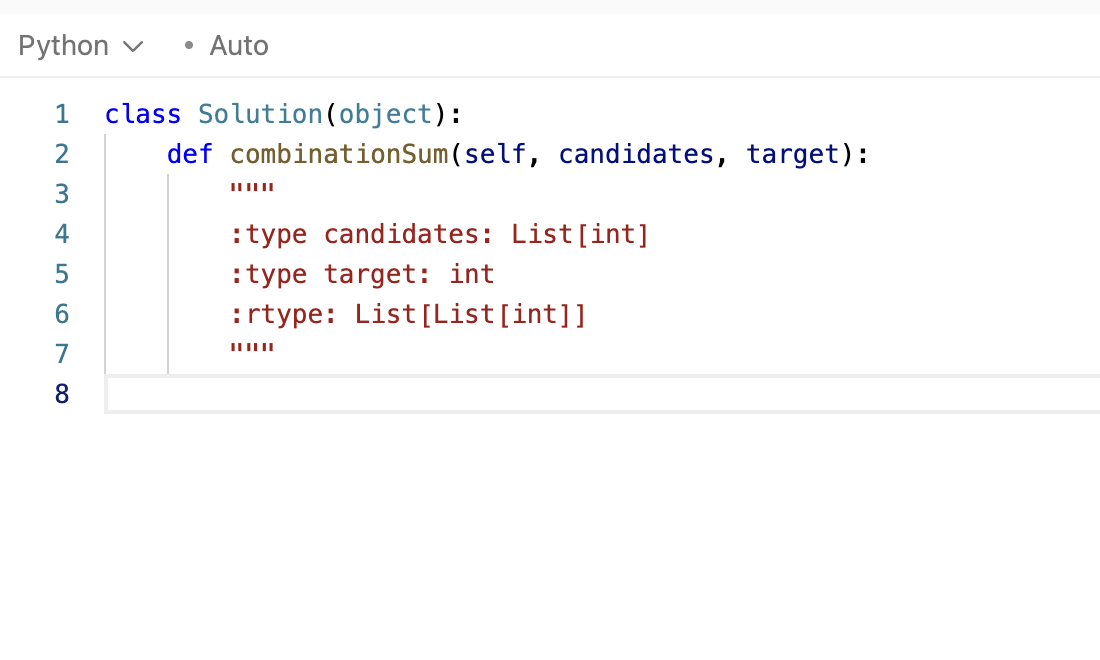 Python • Auto
1 class Solution(object):
2     def combinationSum(self, candidates, target):
3         """
4         :type candidates: List[int]
5         :type target: int
6         :rtype: List[List[int]]
7         """
8